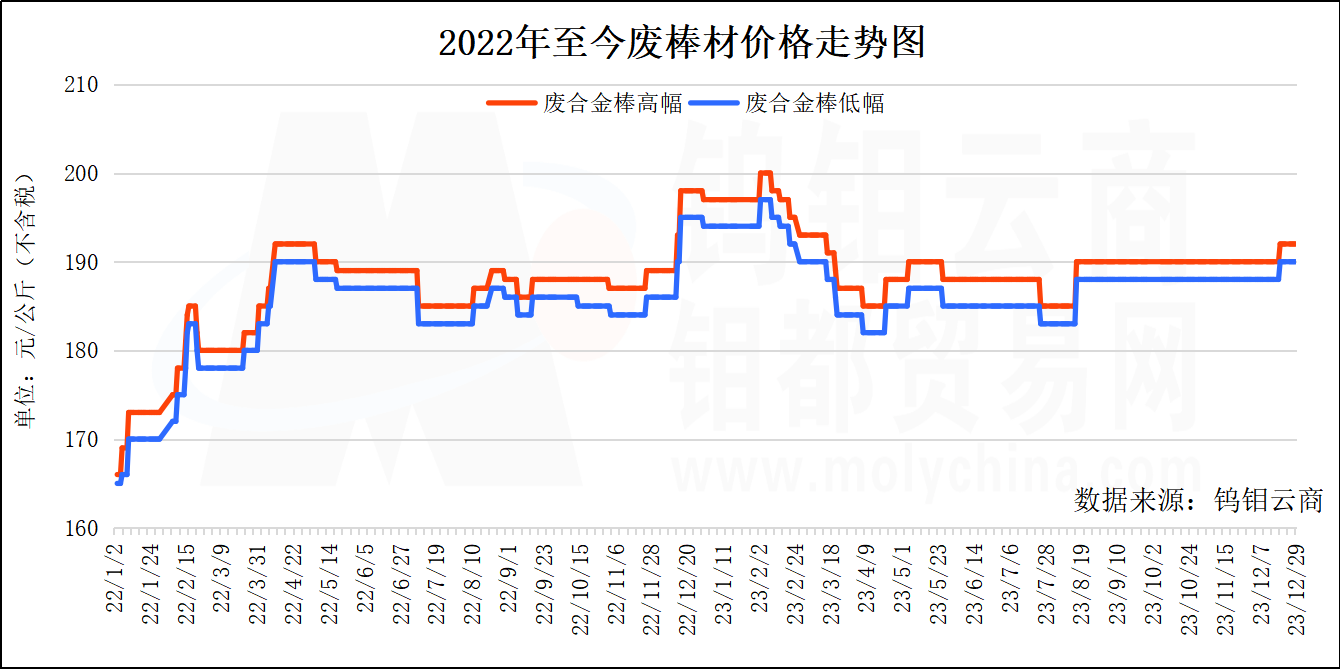 2022年至今废棒材价格走势图
废合金棒高幅 废合金棒低幅
单位：元/公斤（不含税）
210
200
190
180
170
160
22/1/2 22/1/24 22/2/15 22/3/9 22/3/31 22/4/22 22/5/14 22/6/5 22/6/27 22/7/19 22/8/10 22/9/1 22/9/23 22/10/15 22/11/6 22/11/28 22/12/20 23/1/11 23/2/2 23/2/24 23/3/18 23/4/9 23/5/1 23/5/23 23/6/14 23/7/6 23/7/28 23/8/19 23/9/10 23/10/2 23/10/24 23/11/15 23/12/7 23/12/29
数据来源：钨钼云商
钨钼云商
钼都贸易网
www.molychina.com